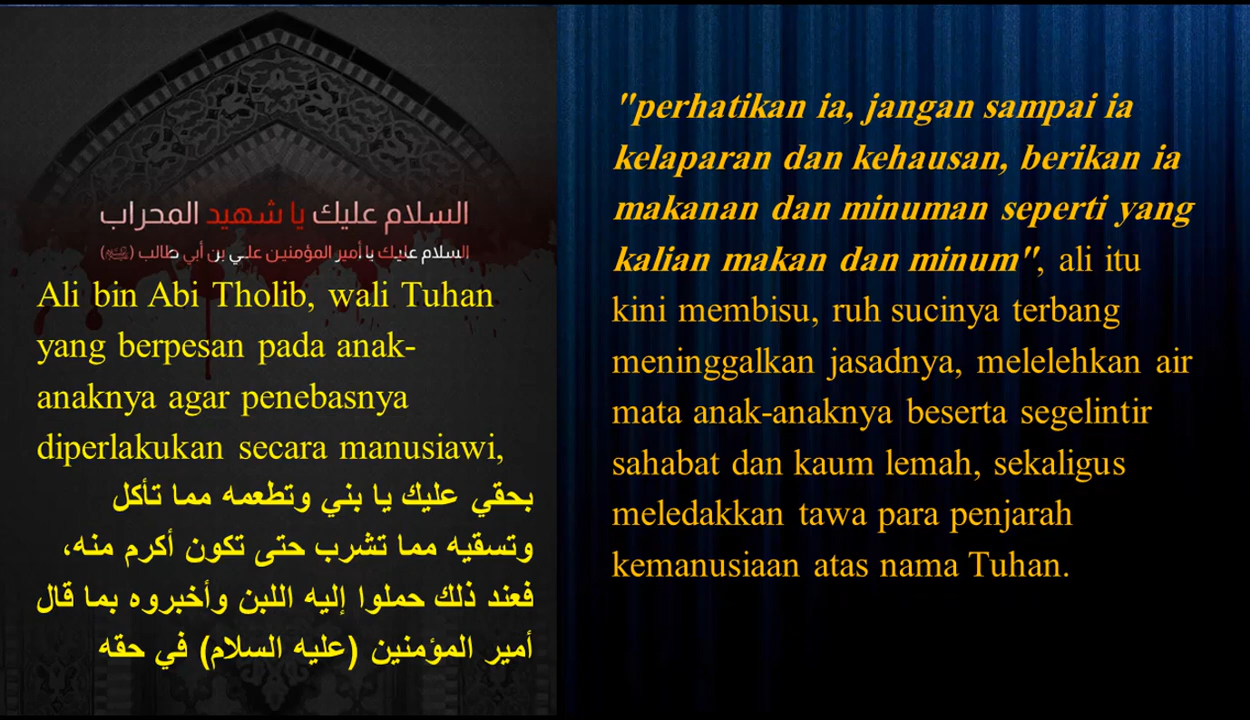 السلام عليك يا شهيد المحراب
السلام عليك يا أمير المؤمنين علي بن أبي طالب (ﷺ)
Ali bin Abi Tholib, wali Tuhan
yang berpesan pada anak-
anaknya agar penebasnya
diperlakukan secara manusiawi,
بحقي عليك يا بني وتطعمه مما تأكل
وتسقيه مما تشرب حتى تكون أكرم منه،
فعند ذلك حملوا إليه اللبن وأخبروه بما قال
أمير المؤمنين (عليه السلام) في حقه
"perhatikan ia, jangan sampai ia
kelaparan dan kehausan, berikan ia
makanan dan minuman seperti yang
kalian makan dan minum", ali itu
kini membisu, ruh sucinya terbang
meninggalkan jasadnya, melelehkan air
mata anak-anaknya beserta segelintir
sahabat dan kaum lemah, sekaligus
meledakkan tawa para penjarah
kemanusiaan atas nama Tuhan.